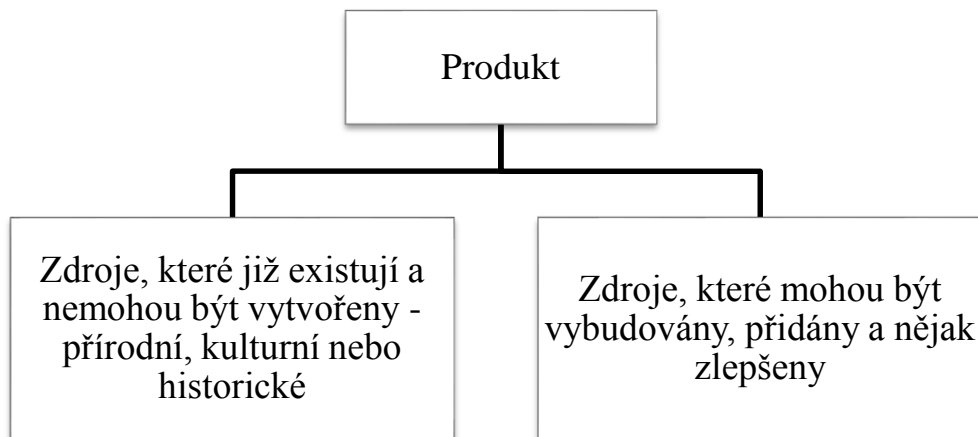 Produkt
Zdroje, které již existují a
nemohou být vytvořeny -
přírodní, kulturní nebo
historické
Zdroje, které mohou být
vybudovány, přidány a nějak
zlepšeny